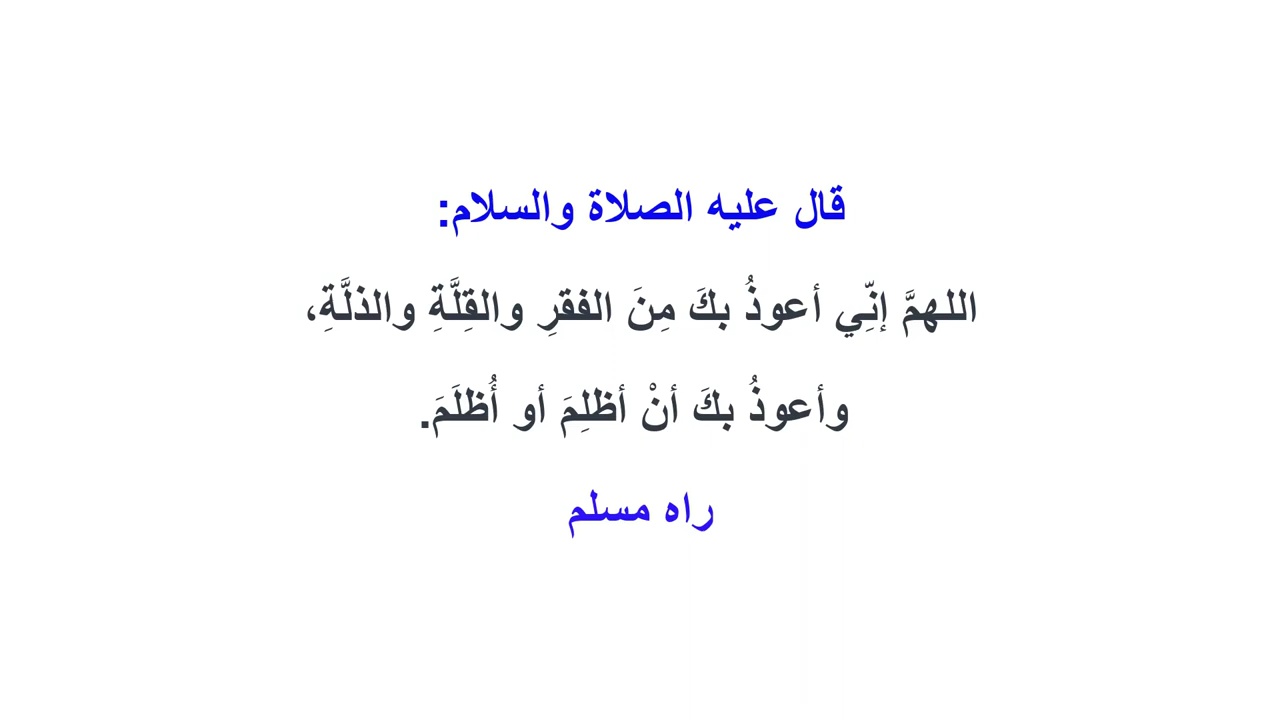 قال عليه الصلاة والسلام:
اللهمَّ إنِّي أعوذُ بكَ مِنَ الفقرِ والقِلَّةِ والذلَّةِ،
وأعوذُ بكَ أنْ أظلِمَ أو أُظلَمَ.
راه مسلم